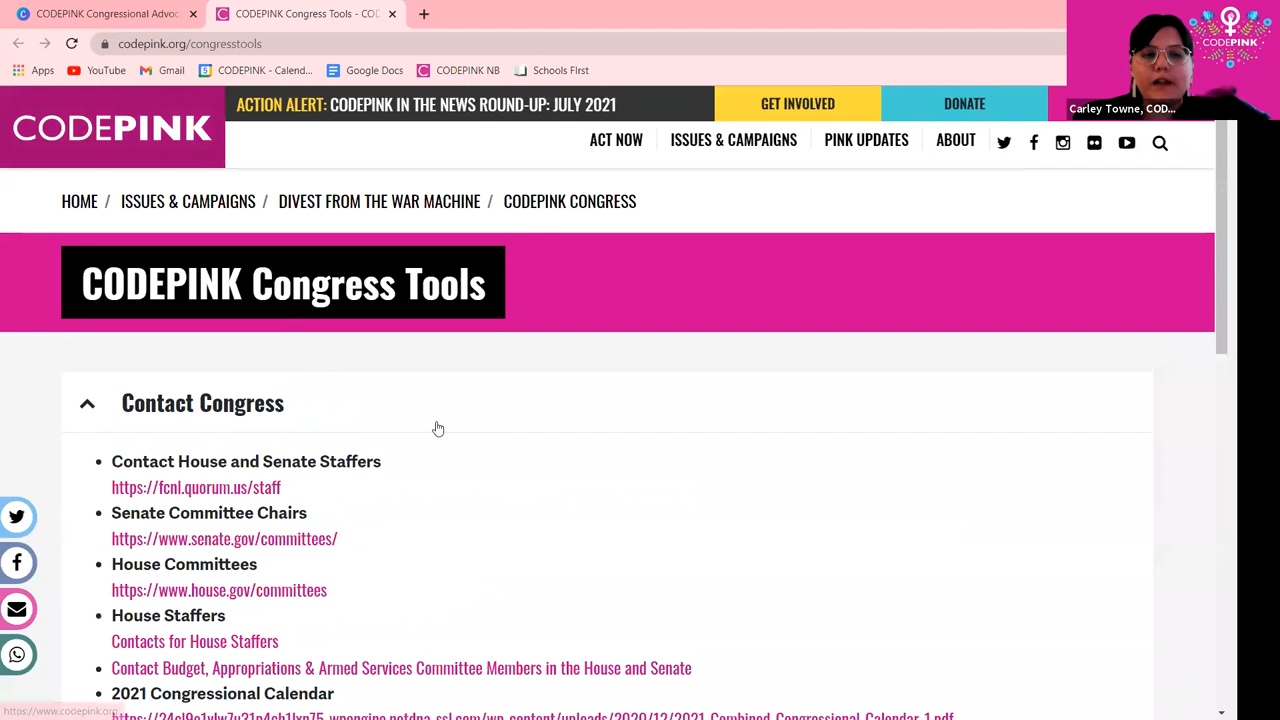 CODEPINK Congressional Advoc
CODEPINK Congress Tools - COD
codepink.org/congresstools
Apps
YouTube
Gmail
CODEPINK - Calend...
Google Docs
CODEPINK NB
Schools First
CODEPINK
Carley Towne, COD...
CODEPINK
ACTION ALERT: CODEPINK IN THE NEWS ROUND-UP: JULY 2021
GET INVOLVED
DONATE
ACT NOW
ISSUES & CAMPAIGNS
PINK UPDATES
ABOUT
HOME / ISSUES & CAMPAIGNS / DIVEST FROM THE WAR MACHINE / CODEPINK CONGRESS
CODEPINK Congress Tools
Contact Congress
• Contact House and Senate Staffers
https://fcnl.quorum.us/staff
• Senate Committee Chairs
https://www.senate.gov/committees/
• House Committees
https://www.house.gov/committees
• House Staffers
Contacts for House Staffers
• Contact Budget, Appropriations & Armed Services Committee Members in the House and Senate
• 2021 Congressional Calendar
https://www.codepink.org